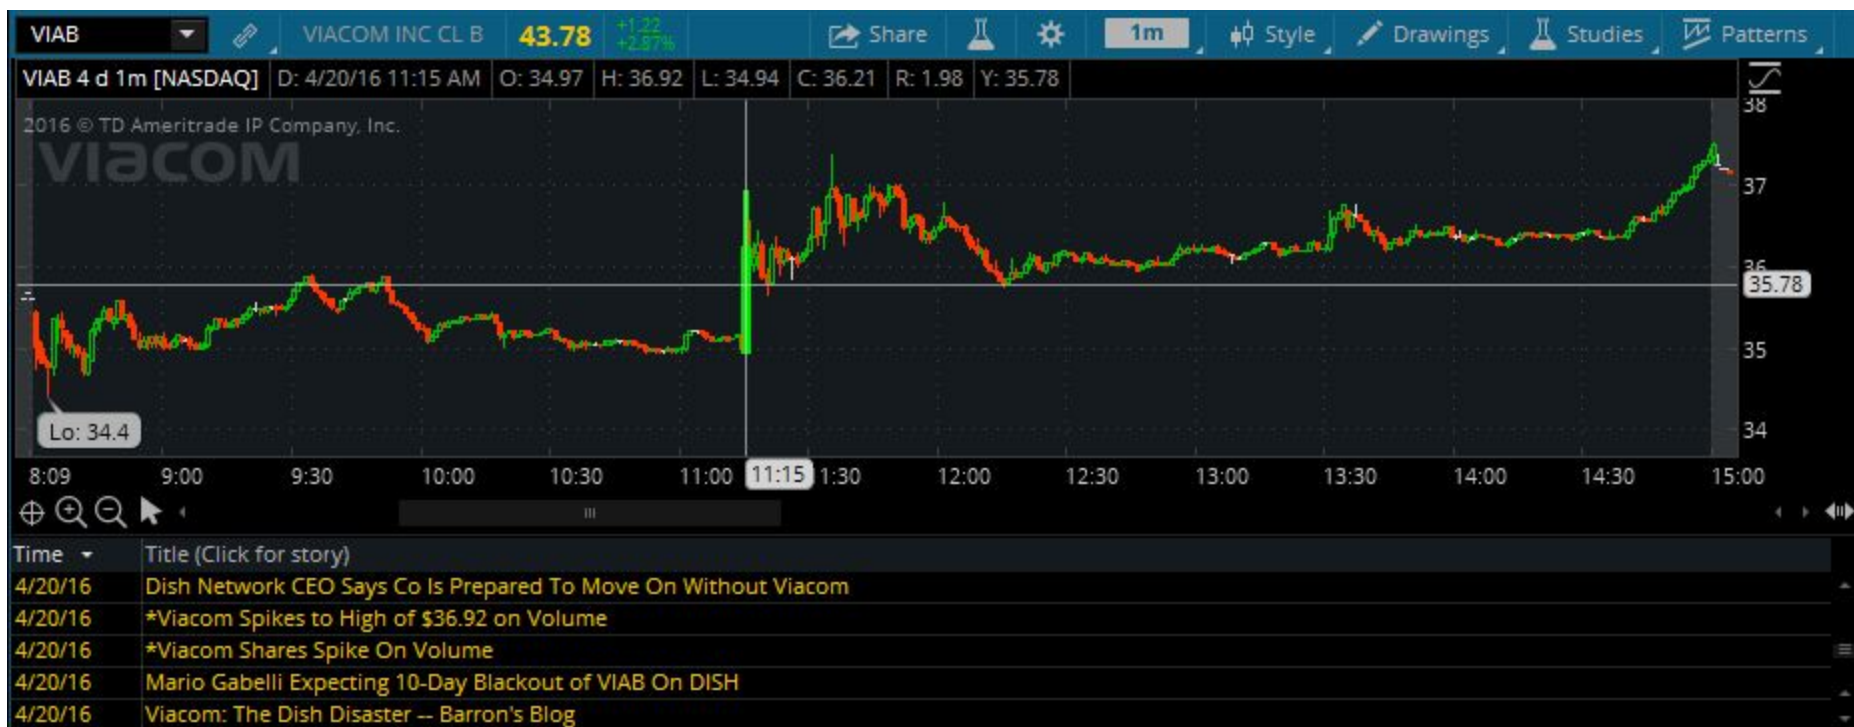 VIAB VIACOM INC CL B 43.78 +1.22 +2.87% Share 1m Style Drawings Studies Patterns
VIAB 4 d 1m [NASDAQ] D: 4/20/16 11:15 AM O: 34.97 H: 36.92 L: 34.94 C: 36.21 R: 1.98 Y: 35.78
38
2016 © TD Ameritrade IP Company, Inc.
VIACOM
37
36
35.78
35
Lo: 34.4
34
8:09 9:00 9:30 10:00 10:30 11:00 11:15 1:30 12:00 12:30 13:00 13:30 14:00 14:30 15:00
Time Title (Click for story)
4/20/16 Dish Network CEO Says Co Is Prepared To Move On Without Viacom
4/20/16 *Viacom Spikes to High of $36.92 on Volume
4/20/16 *Viacom Shares Spike On Volume
4/20/16 Mario Gabelli Expecting 10-Day Blackout of VIAB On DISH
4/20/16 Viacom: The Dish Disaster -- Barron's Blog